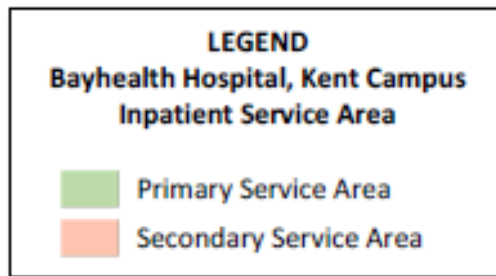 LEGEND
Bayhealth Hospital, Kent Campus
Inpatient Service Area
Primary Service Area
Secondary Service Area